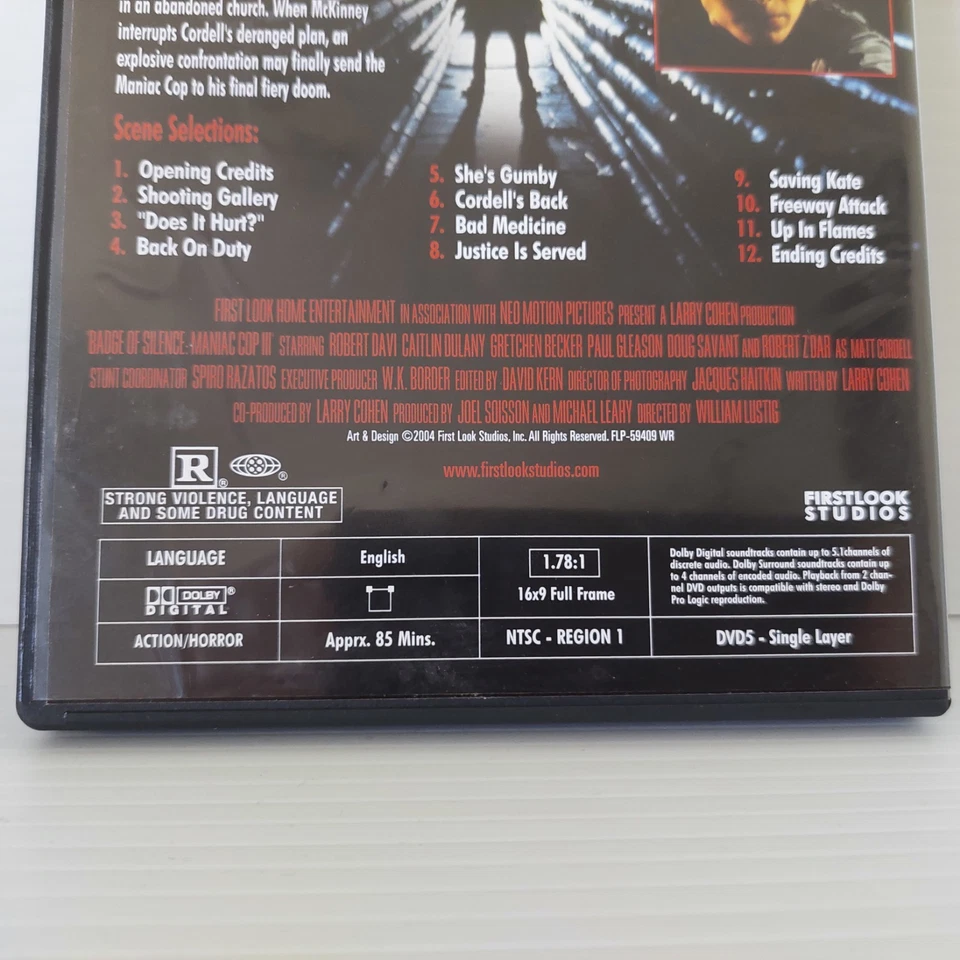 in an abandoned church. When McKinney
interrupts Cordell's deranged plan, an
explosive confrontation may finally send the
Maniac Cop to his final fiery doom.
Scene Selections:
1. Opening Credits
2. Shooting Gallery
3. "Does It Hurt?"
4. Back On Duty
5. She's Gumby
6. Cordell's Back
7. Bad Medicine
8. Justice Is Served
9. Saving Kate
10. Freeway Attack
11. Up In Flames
12. Ending Credits
FIRST LOOK HOME ENTERTAINMENT IN ASSOCIATION WITH NEO MOTION PICTURES PRESENT A LARRY COHEN PRODUCTION
BADGE OF SILENCE: MANIAC COP III STARRING ROBERT DAVI CAITLIN DULANY GRETCHEN BECKER PAUL GLEASON DOUG SAVANT AND ROBERT Z'DAR AS MATT CORDELL
STUNT COORDINATOR SPIRO RAZATOS EXECUTIVE PRODUCER W.K. BORDER EDITED BY DAVID KERN DIRECTOR OF PHOTOGRAPHY JACQUES HAITKIN WRITTEN BY LARRY COHEN
CO-PRODUCED BY LARRY COHEN PRODUCED BY JOEL SOISSON AND MICHAEL LEAHY DIRECTED BY WILLIAM LUSTIG
Art & Design ©2004 First Look Studios, Inc. All Rights Reserved. FLP-59409 WR
www.firstlookstudios.com
R ® ®
STRONG VIOLENCE, LANGUAGE
AND SOME DRUG CONTENT
FIRSTLOOK
STUDIOS
LANGUAGE
English
DOLBY ®
DIGITAL
ACTION/HORROR
Apprx. 85 Mins.
1.78:1
16x9 Full Frame
NTSC - REGION 1
Dolby Digital soundtracks contain up to 5.1channels of
discrete audio. Dolby Surround soundtracks contain up
to 4 channels of encoded audio. Playback from 2 chan-
nel DVD outputs is compatible with stereo and Dolby
Pro Logic reproduction.
DVD5 - Single Layer